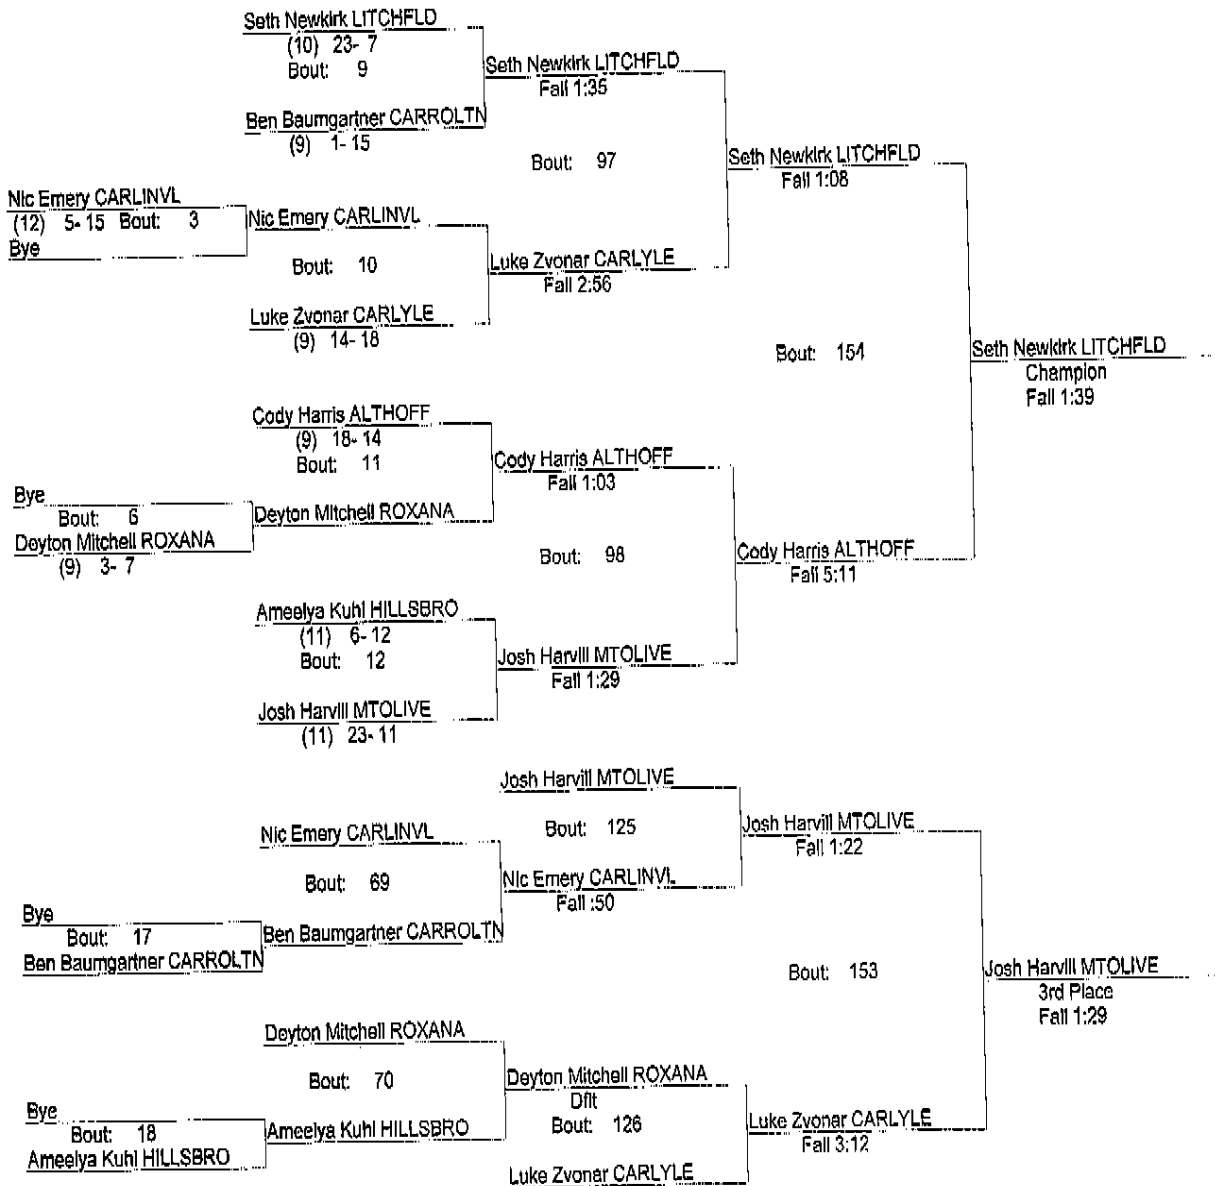 Seth Newkirk LITCHFLD
(10) 23- 7
Bout: 9
Seth Newkirk LITCHFLD
Fall 1:35
Ben Baumgartner CARROLTN
(9) 1- 15
Bout: 97
Seth Newkirk LITCHFLD
Fall 1:08
Nic Emery CARLINVL
(12) 5- 15 Bout: 3
Bye
Nic Emery CARLINVL
Bout: 10
Luke Zvonar CARLYLE
Fall 2:56
Luke Zvonar CARLYLE
(9) 14- 18
Bout: 154
Seth Newkirk LITCHFLD
Champion
Fall 1:39
Cody Harris ALTHOFF
(9) 18- 14
Bout: 11
Cody Harris ALTHOFF
Fall 1:03
Bye
Bout: 6
Deyton Mitchell ROXANA
(9) 3- 7
Deyton Mitchell ROXANA
Bout: 98
Cody Harris ALTHOFF
Fall 5:11
Ameelya Kuhl HILLSBRO
(11) 6- 12
Bout: 12
Josh Harvill MTOLIVE
Fall 1:29
Josh Harvill MTOLIVE
(11) 23- 11
Josh Harvill MTOLIVE
Bout: 125
Josh Harvill MTOLIVE
Fall 1:22
Nic Emery CARLINVL
Bout: 69
Nic Emery CARLINVL
Fall :50
Bye
Bout: 17
Ben Baumgartner CARROLTN
Ben Baumgartner CARROLTN
Bout: 153
Josh Harvill MTOLIVE
3rd Place
Fall 1:29
Deyton Mitchell ROXANA
Bout: 70
Deyton Mitchell ROXANA
Dflt
Bout: 126
Bye
Bout: 18
Ameelya Kuhl HILLSBRO
Ameelya Kuhl HILLSBRO
Luke Zvonar CARLYLE
Fall 3:12
Luke Zvonar CARLYLE